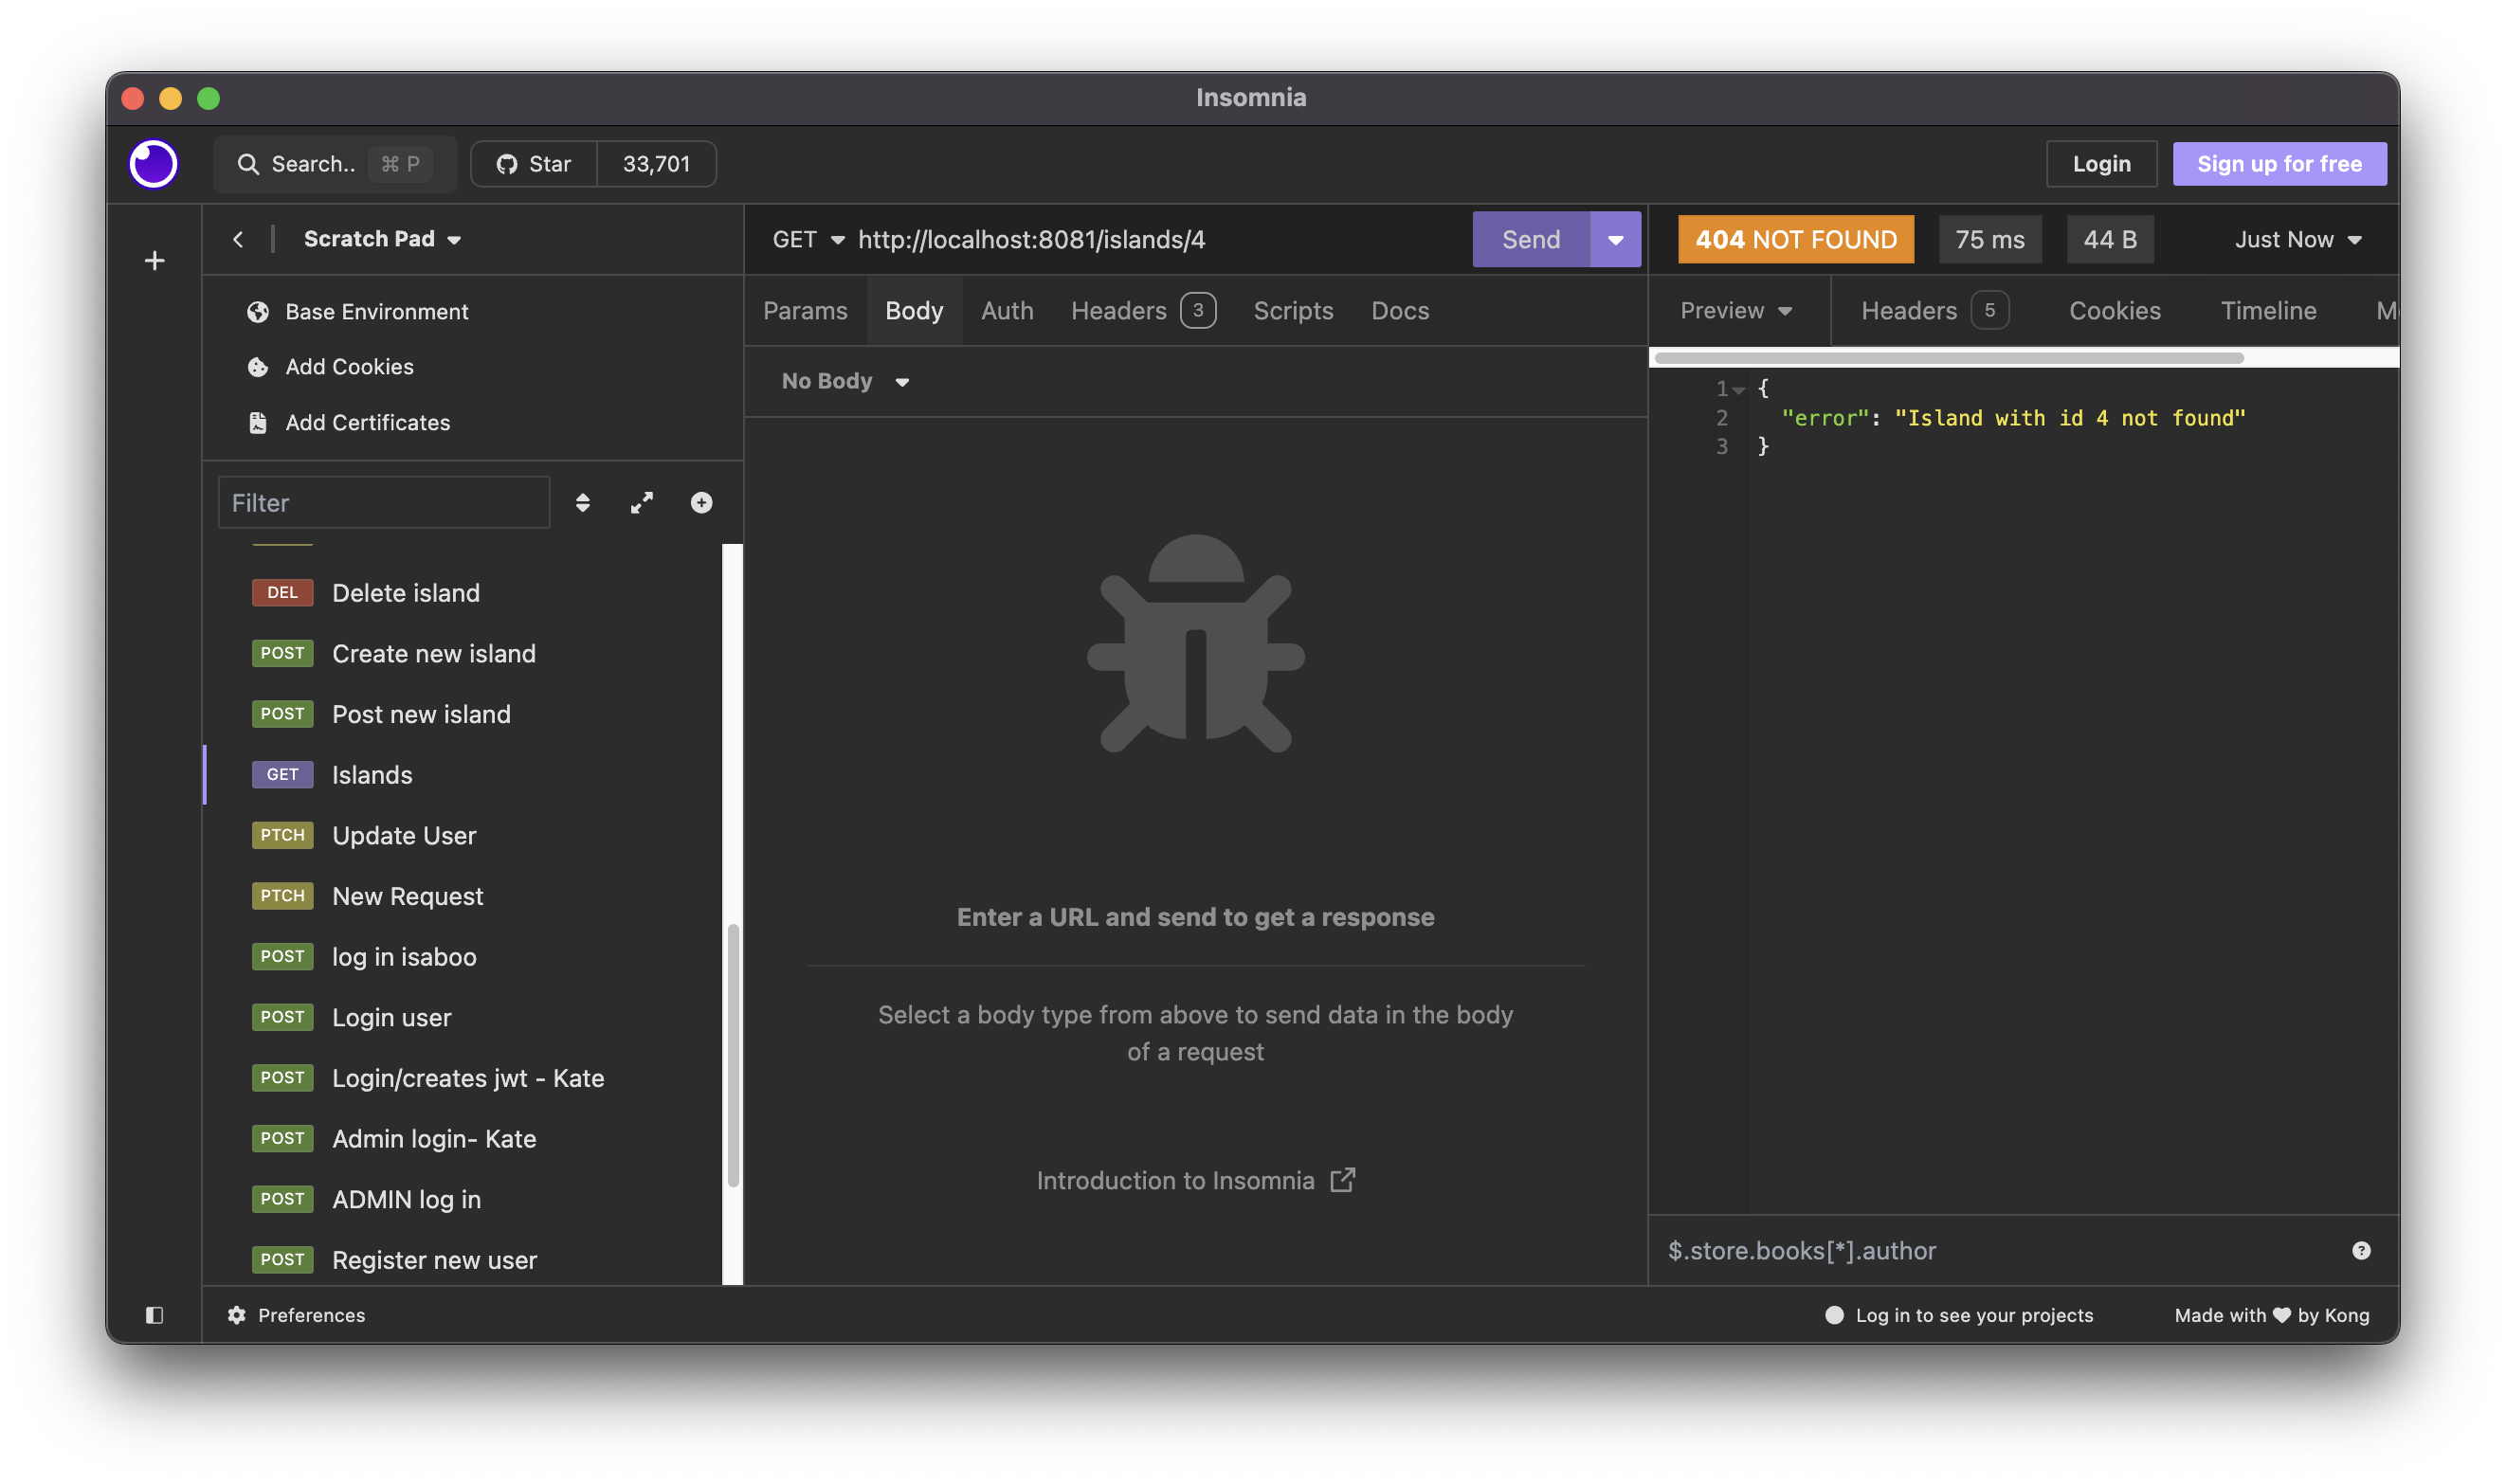 Insomnia
Search.. ⌘ P
Star 33,701
Login
Sign up for free
Scratch Pad
Base Environment
Add Cookies
Add Certificates
Filter
DEL Delete island
POST Create new island
POST Post new island
GET Islands
PTCH Update User
PTCH New Request
POST log in isaboo
POST Login user
POST Login/creates jwt - Kate
POST Admin login- Kate
POST ADMIN log in
POST Register new user
Preferences
GET http://localhost:8081/islands/4
Send
Params Body Auth Headers 3 Scripts Docs
No Body
Enter a URL and send to get a response
Select a body type from above to send data in the body
of a request
Introduction to Insomnia
404 NOT FOUND 75 ms 44 B Just Now
Preview Headers 5 Cookies Timeline
1 {
2 "error": "Island with id 4 not found"
3 }
$.store.books[*].author
Log in to see your projects
Made with ♥ by Kong